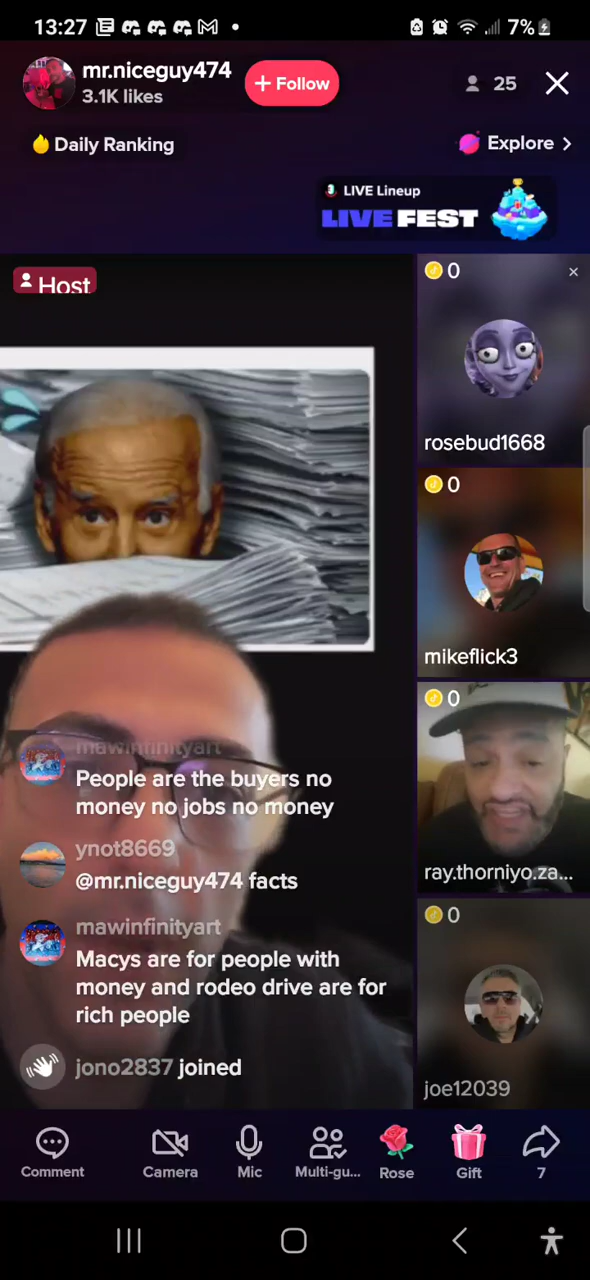 13:27
7%
mr.niceguy474
3.1K likes
+ Follow
25
Daily Ranking
Explore >
LIVE Lineup
LIVE FEST
Host
0
rosebud1668
0
mikeflick3
0
ray.thorniyo.za...
0
joe12039
mawinfinityart
People are the buyers no
money no jobs no money
ynot8669
@mr.niceguy474 facts
mawinfinityart
Macys are for people with
money and rodeo drive are for
rich people
jono2837 joined
Comment
Camera
Mic
Multi-gu...
Rose
Gift
7